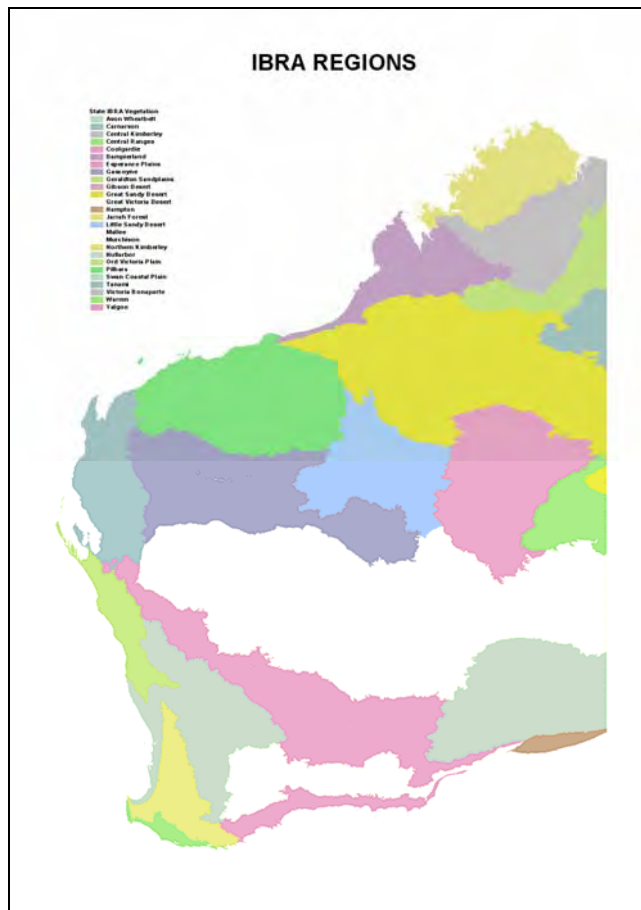 IBRA REGIONS
State IBRA Vegetation
Avon Wheatbelt
Carnarvon
Central Kimberley
Central Ranges
Coolgardie
Dampierland
Esperance Plains
Gascoyne
Geraldton Sandplains
Gibson Desert
Great Sandy Desert
Great Victoria Desert
Hampton
Jarrah Forest
Little Sandy Desert
Mallee
Murchison
Northern Kimberley
Nullarbor
Ord Victoria Plain
Pilbara
Swan Coastal Plain
Tanami
Victoria Bonaparte
Warren
Yalgoo